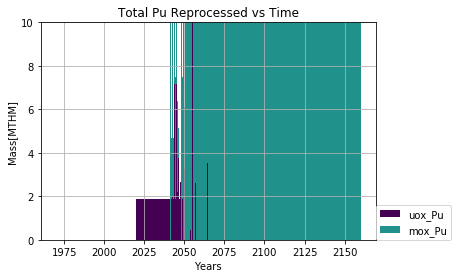 Total Pu Reprocessed vs Time
Mass[MTHM]
10
8
6
4
2
0
1975 2000 2025 2050 2075 2100 2125 2150
Years
uox_Pu
mox_Pu